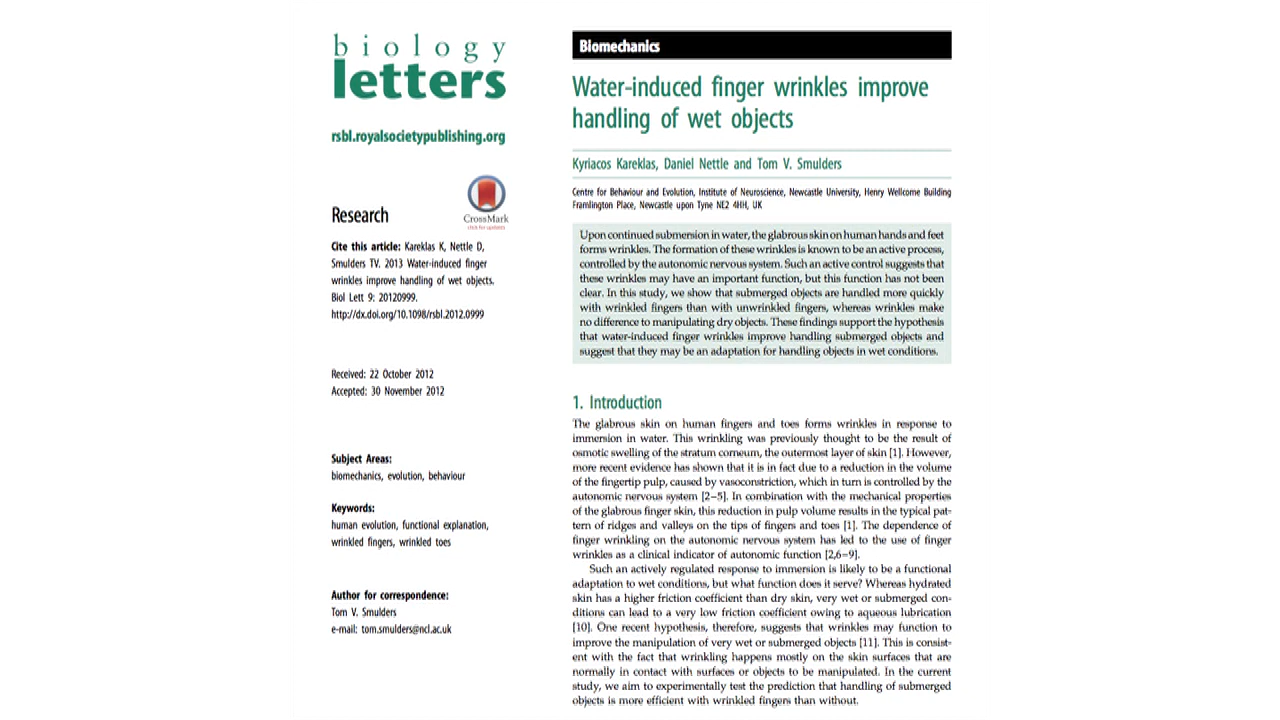 biology
letters
rsbl.royalsocietypublishing.org
Research
CrossMark
click for updates
Cite this article: Kareklas K, Nettle D,
Smulders TV. 2013 Water-induced finger
wrinkles improve handling of wet objects.
Biol Lett 9: 20120999.
http://dx.doi.org/10.1098/rsbl.2012.0999
Received: 22 October 2012
Accepted: 30 November 2012
Subject Areas:
biomechanics, evolution, behaviour
Keywords:
human evolution, functional explanation,
wrinkled fingers, wrinkled toes
Author for correspondence:
Tom V. Smulders
e-mail: tom.smulders@ncl.ac.uk
Biomechanics
Water-induced finger wrinkles improve
handling of wet objects
Kyriacos Kareklas, Daniel Nettle and Tom V. Smulders
Centre for Behaviour and Evolution, Institute of Neuroscience, Newcastle University, Henry Wellcome Building
Framlington Place, Newcastle upon Tyne NE2 4HH, UK
Upon continued submersion in water, the glabrous skin on human hands and feet
forms wrinkles. The formation of these wrinkles is known to be an active process,
controlled by the autonomic nervous system. Such an active control suggests that
these wrinkles may have an important function, but this function has not been
clear. In this study, we show that submerged objects are handled more quickly
with wrinkled fingers than with unwrinkled fingers, whereas wrinkles make
no difference to manipulating dry objects. These findings support the hypothesis
that water-induced finger wrinkles improve handling submerged objects and
suggest that they may be an adaptation for handling objects in wet conditions.
1. Introduction
The glabrous skin on human fingers and toes forms wrinkles in response to
immersion in water. This wrinkling was previously thought to be the result of
osmotic swelling of the stratum corneum, the outermost layer of skin [1]. However,
more recent evidence has shown that it is in fact due to a reduction in the volume
of the fingertip pulp, caused by vasoconstriction, which in turn is controlled by the
autonomic nervous system [2–5]. In combination with the mechanical properties
of the glabrous finger skin, this reduction in pulp volume results in the typical pat-
tern of ridges and valleys on the tips of fingers and toes [1]. The dependence of
finger wrinkling on the autonomic nervous system has led to the use of finger
wrinkles as a clinical indicator of autonomic function [2,6–9].
Such an actively regulated response to immersion is likely to be a functional
adaptation to wet conditions, but what function does it serve? Whereas hydrated
skin has a higher friction coefficient than dry skin, very wet or submerged con-
ditions can lead to a very low friction coefficient owing to aqueous lubrication
[10]. One recent hypothesis, therefore, suggests that wrinkles may function to
improve the manipulation of very wet or submerged objects [11]. This is consist-
ent with the fact that wrinkling happens mostly on the skin surfaces that are
normally in contact with surfaces or objects to be manipulated. In the current
study, we aim to experimentally test the prediction that handling of submerged
objects is more efficient with wrinkled fingers than without.